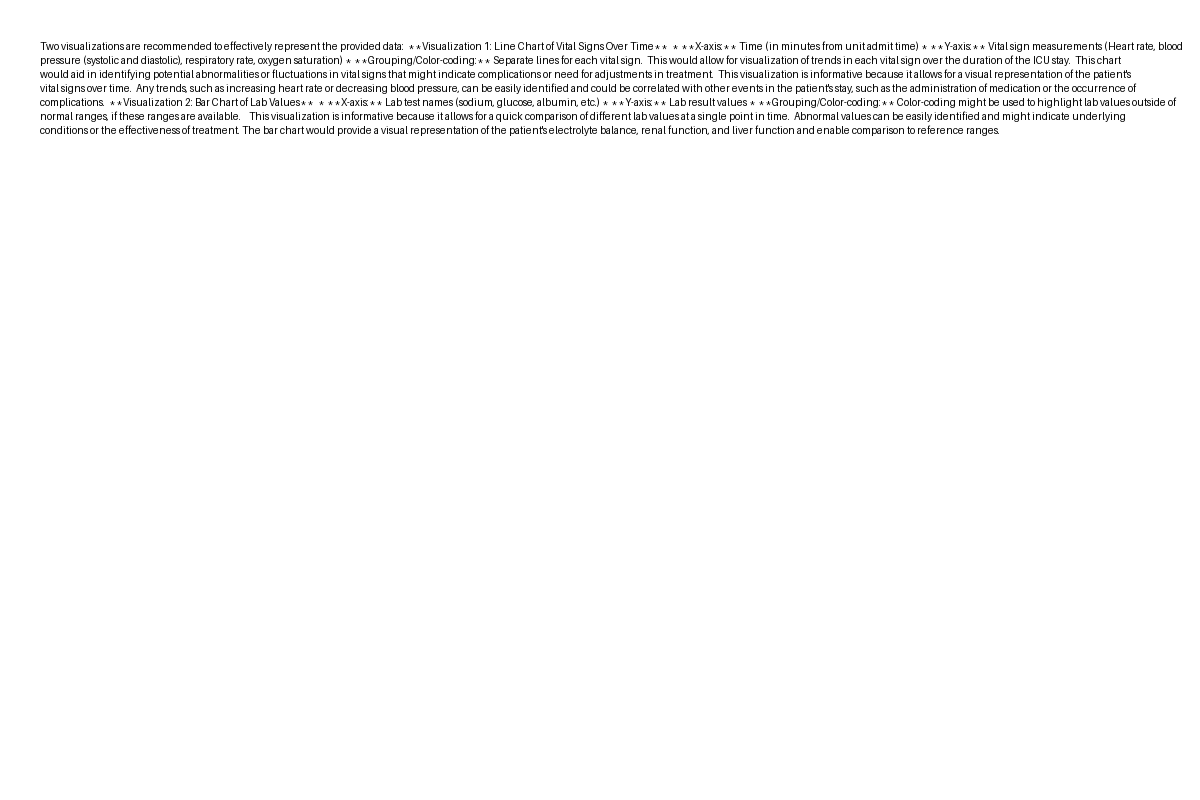 Two visualizations are recommended to effectively represent the provided data:  **Visualization 1: Line Chart of Vital Signs Over Time**  * **X-axis:** Time (in minutes from unit admit time) * **Y-axis:** Vital sign measurements (Heart rate, blood
pressure (systolic and diastolic), respiratory rate, oxygen saturation) * **Grouping/Color-coding:** Separate lines for each vital sign.  This would allow for visualization of trends in each vital sign over the duration of the ICU stay.  This chart
would aid in identifying potential abnormalities or fluctuations in vital signs that might indicate complications or need for adjustments in treatment.  This visualization is informative because it allows for a visual representation of the patient's
vital signs over time.  Any trends, such as increasing heart rate or decreasing blood pressure, can be easily identified and could be correlated with other events in the patient's stay, such as the administration of medication or the occurrence of
complications.  **Visualization 2: Bar Chart of Lab Values**  * **X-axis:** Lab test names (sodium, glucose, albumin, etc.) * **Y-axis:** Lab result values * **Grouping/Color-coding:** Color-coding might be used to highlight lab values outside of
normal ranges, if these ranges are available.   This visualization is informative because it allows for a quick comparison of different lab values at a single point in time.  Abnormal values can be easily identified and might indicate underlying
conditions or the effectiveness of treatment. The bar chart would provide a visual representation of the patient's electrolyte balance, renal function, and liver function and enable comparison to reference ranges.